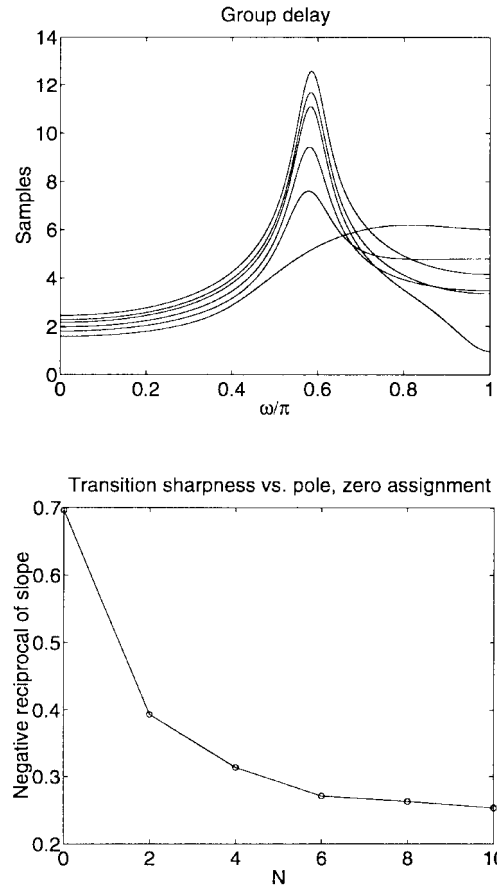 Group delay
14
12
10
8
6
4
2
0
Samples
0 0.2 0.4 0.6 0.8 1
ω/π
Transition sharpness vs. pole, zero assignment
0.7
0.6
0.5
0.4
0.3
0.2
Negative reciprocal of slope
0 2 4 6 8 10
N